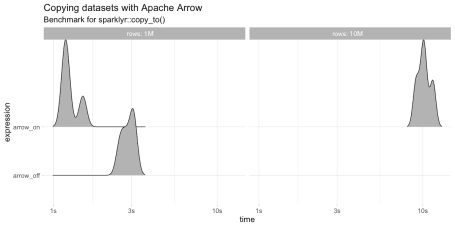 Copying datasets with Apache Arrow
Benchmark for sparklyr::copy_to()
rows: 1M
rows: 10M
expression
arrow_on
arrow_off
1s
3s
10s
1s
3s
10s
time